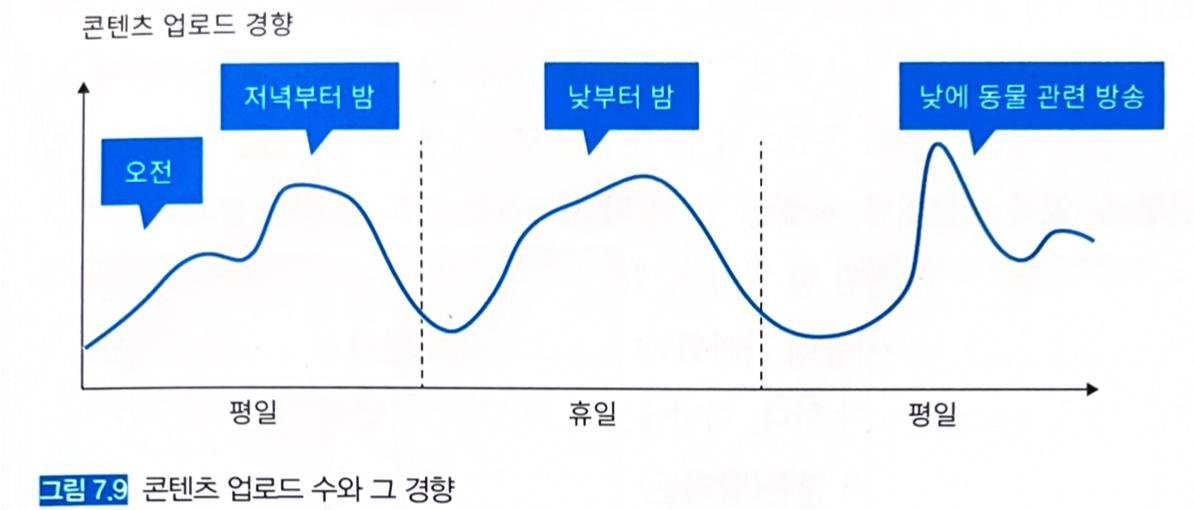 콘텐츠 업로드 경향
저녁부터 밤
낮부터 밤
낮에 동물 관련 방송
오전
평일
휴일
평일
그림 7.9 콘텐츠 업로드 수와 그 경향